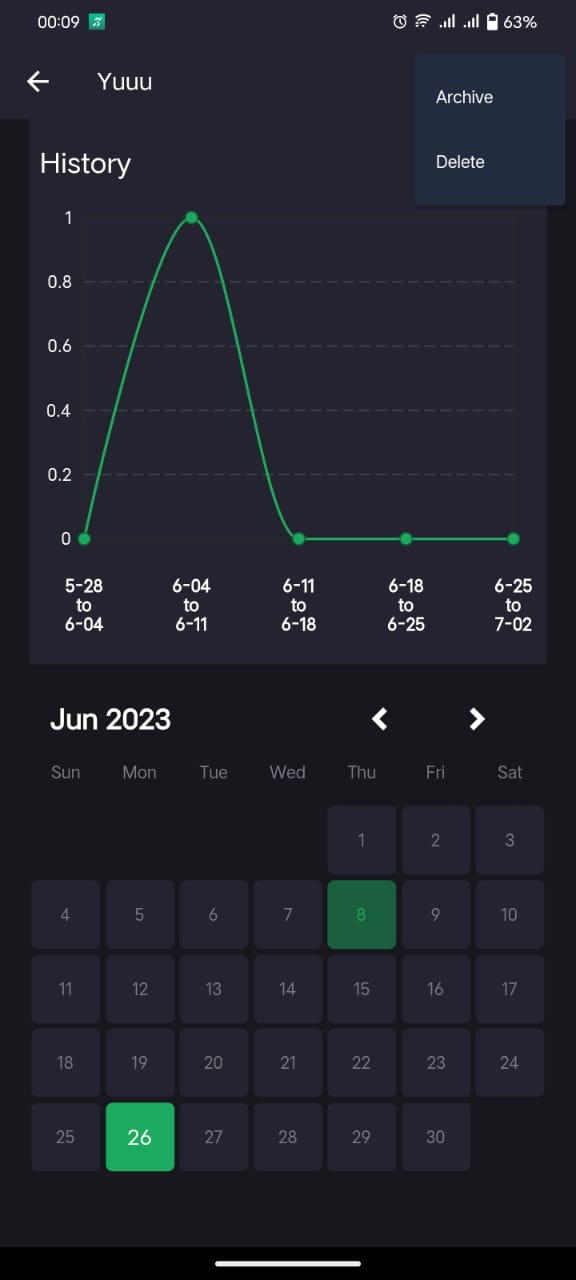 00:09 63%
Yuuu
Archive
Delete
History
1
0.8
0.6
0.4
0.2
0
5-28 to 6-04
6-04 to 6-11
6-11 to 6-18
6-18 to 6-25
6-25 to 7-02
Jun 2023
Sun Mon Tue Wed Thu Fri Sat
1 2 3
4 5 6 7 8 9 10
11 12 13 14 15 16 17
18 19 20 21 22 23 24
25 26 27 28 29 30